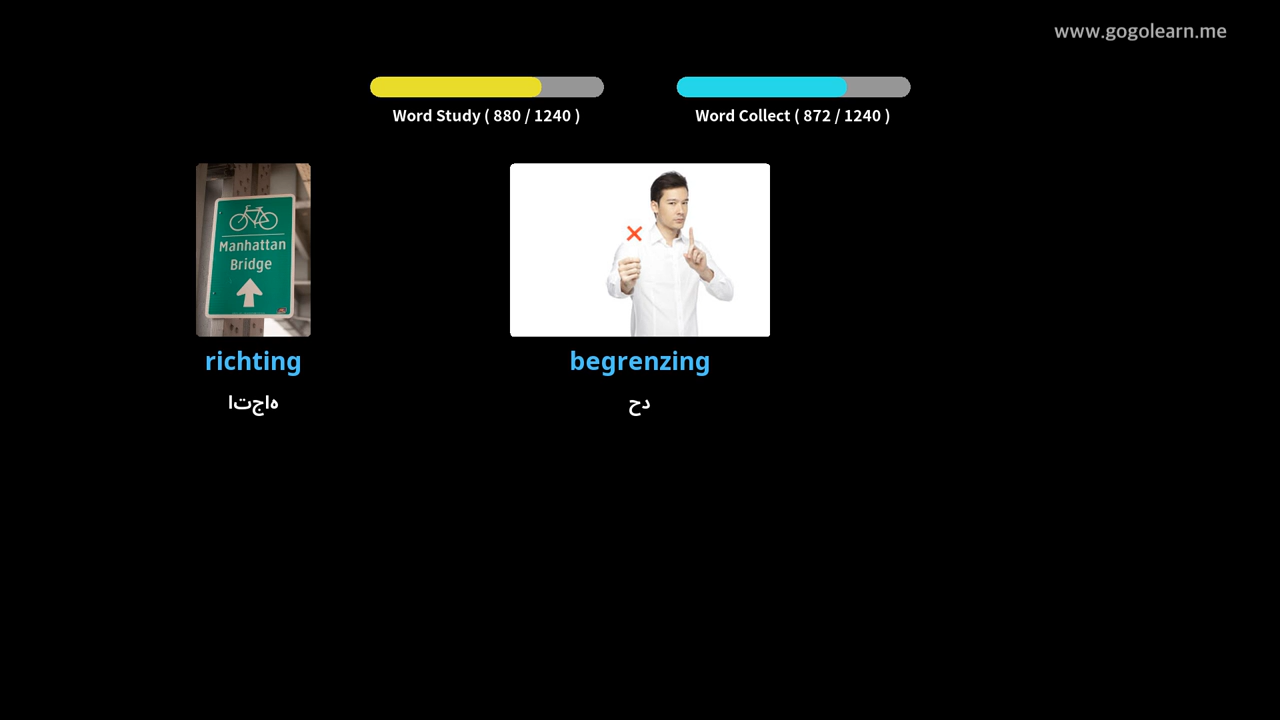 www.gogolearn.me
Word Study ( 880 / 1240 )
Word Collect ( 872 / 1240 )
Manhattan
Bridge
richting
begrenzing
اتجاه
حد